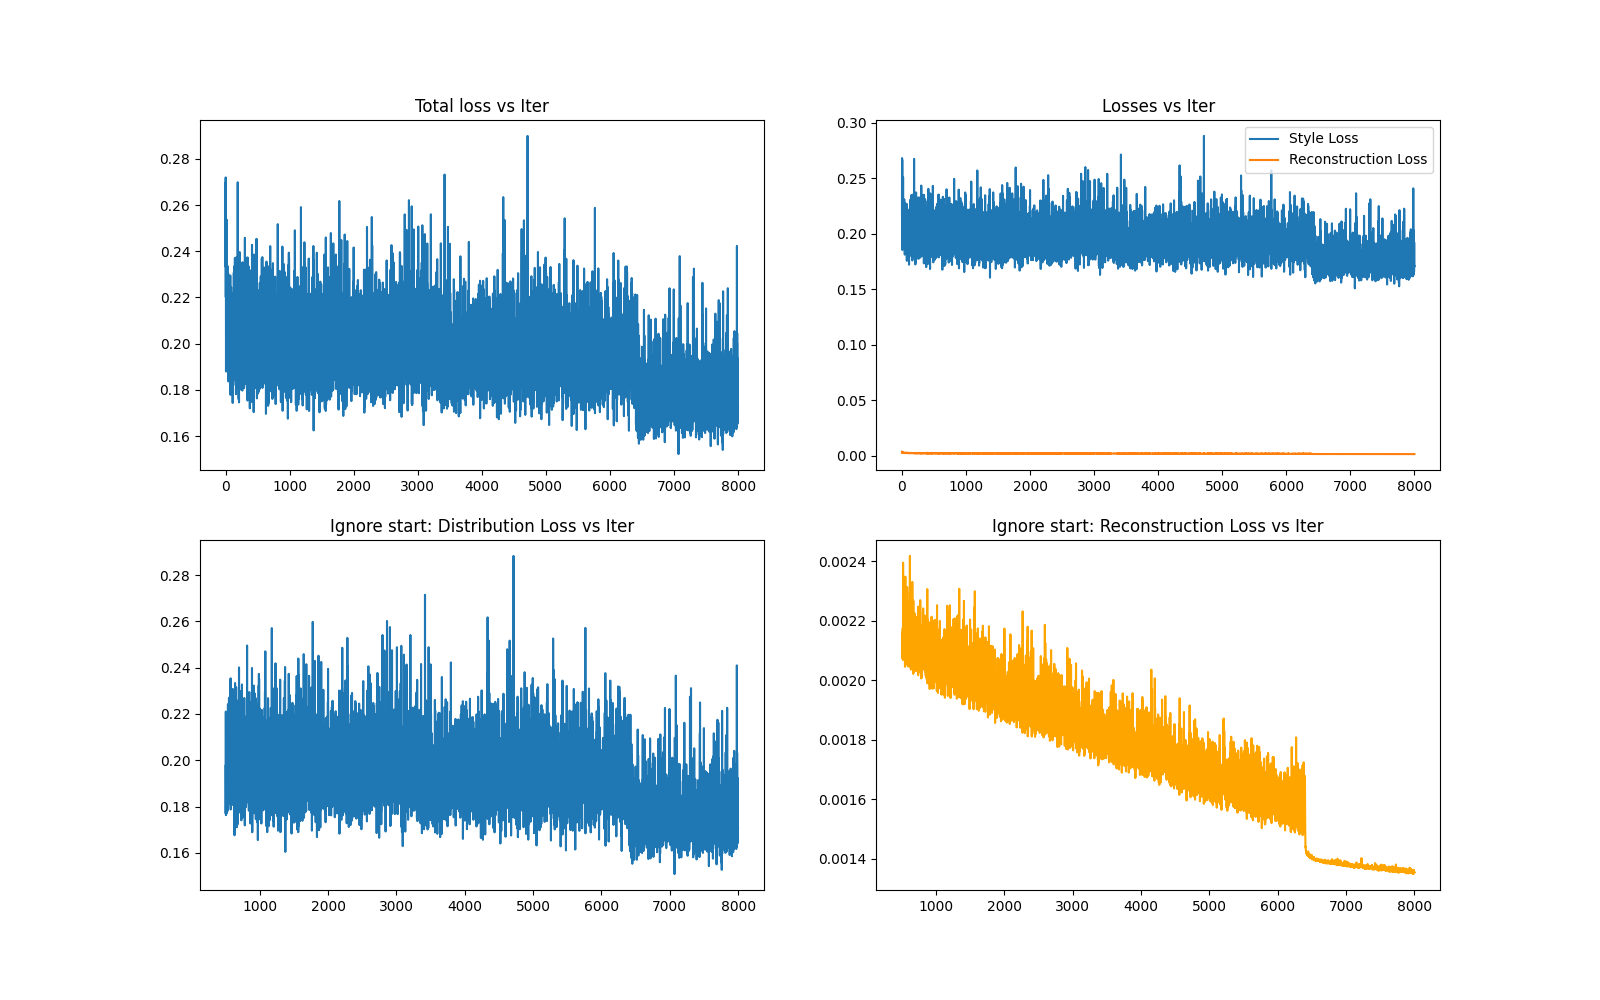 Total loss vs Iter
0.28
0.26
0.24
0.22
0.20
0.18
0.16
0 1000 2000 3000 4000 5000 6000 7000 8000
Losses vs Iter
0.30
0.25
0.20
0.15
0.10
0.05
0.00
Style Loss
Reconstruction Loss
0 1000 2000 3000 4000 5000 6000 7000 8000
Ignore start: Distribution Loss vs Iter
0.28
0.26
0.24
0.22
0.20
0.18
0.16
1000 2000 3000 4000 5000 6000 7000 8000
Ignore start: Reconstruction Loss vs Iter
0.0024
0.0022
0.0020
0.0018
0.0016
0.0014
1000 2000 3000 4000 5000 6000 7000 8000